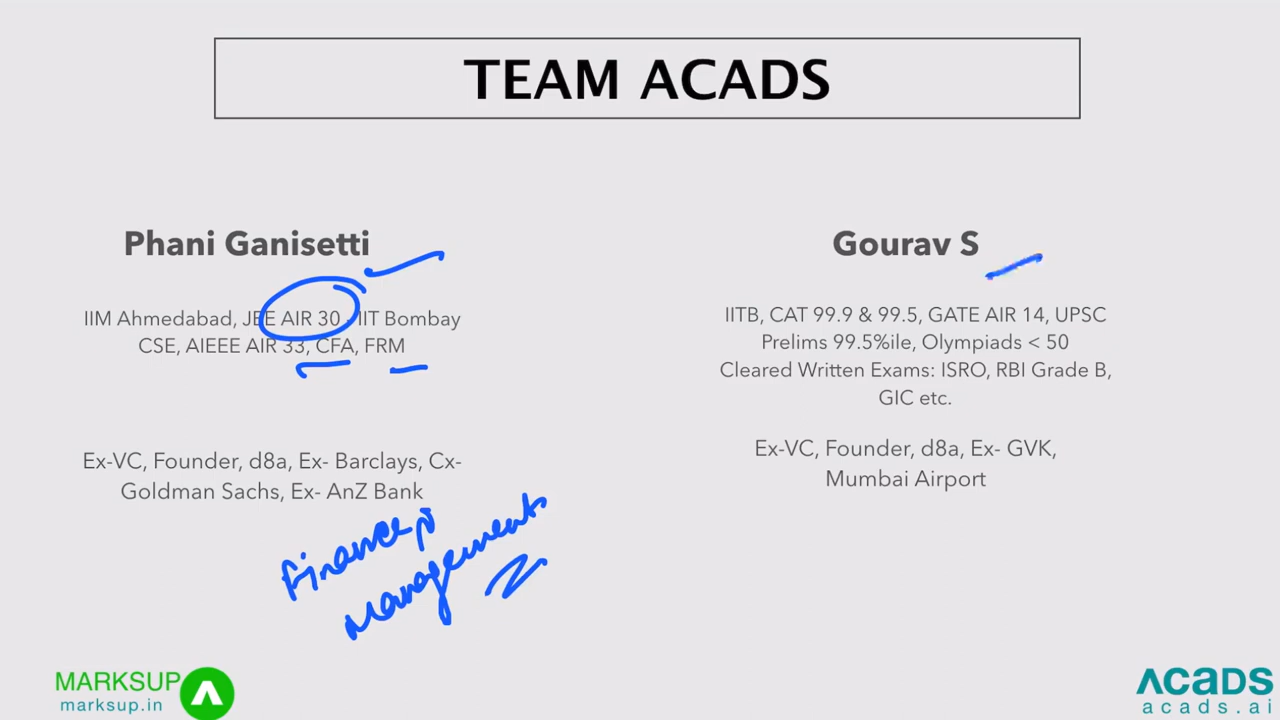 TEAM ACADS
Phani Ganisetti
IIM Ahmedabad, JEE AIR 30 - IIT Bombay
CSE, AIEEE AIR 33, CFA, FRM
Ex-VC, Founder, d8a, Ex- Barclays, Cx-
Goldman Sachs, Ex- AnZ Bank
Finance &
Management
Gourav S
IITB, CAT 99.9 & 99.5, GATE AIR 14, UPSC
Prelims 99.5%ile, Olympiads < 50
Cleared Written Exams: ISRO, RBI Grade B,
GIC etc.
Ex-VC, Founder, d8a, Ex- GVK,
Mumbai Airport
MARKSUP
marksup.in
ACADS
acads.ai